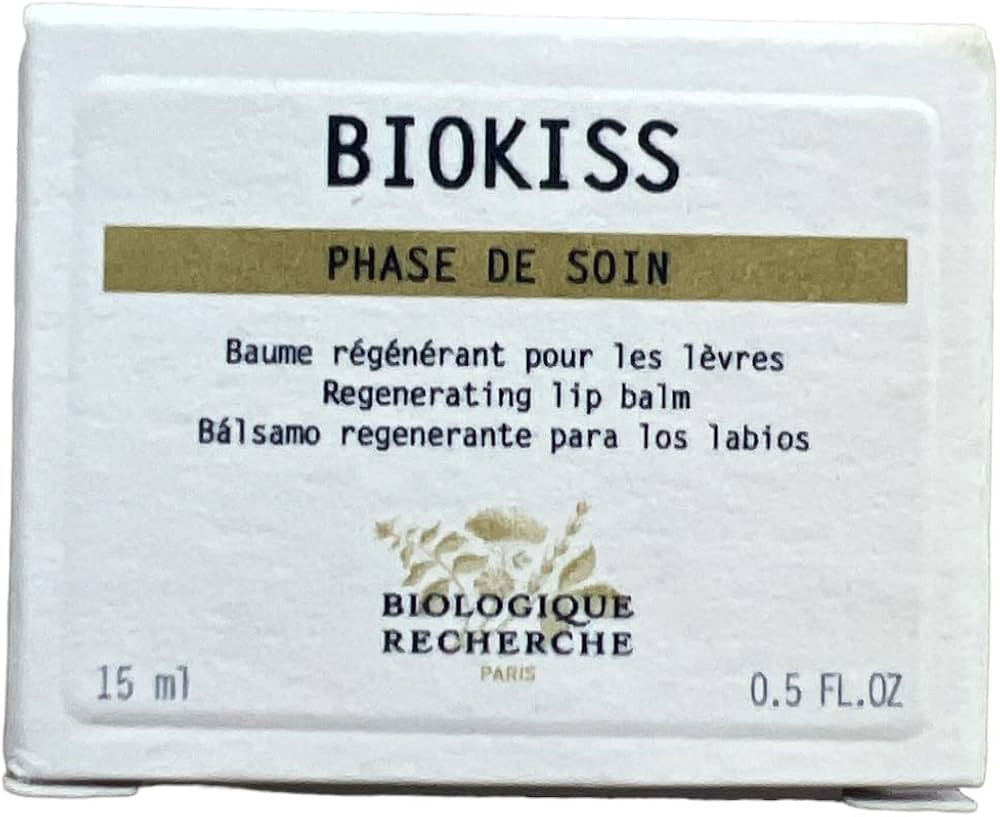 BIOKISS
PHASE DE SOIN
Baume régénérant pour les lèvres
Regenerating lip balm
Bálsamo regenerante para los labios
BIOLOGIQUE
RECHERCHE
PARIS
15 ml
0.5 FL.OZ